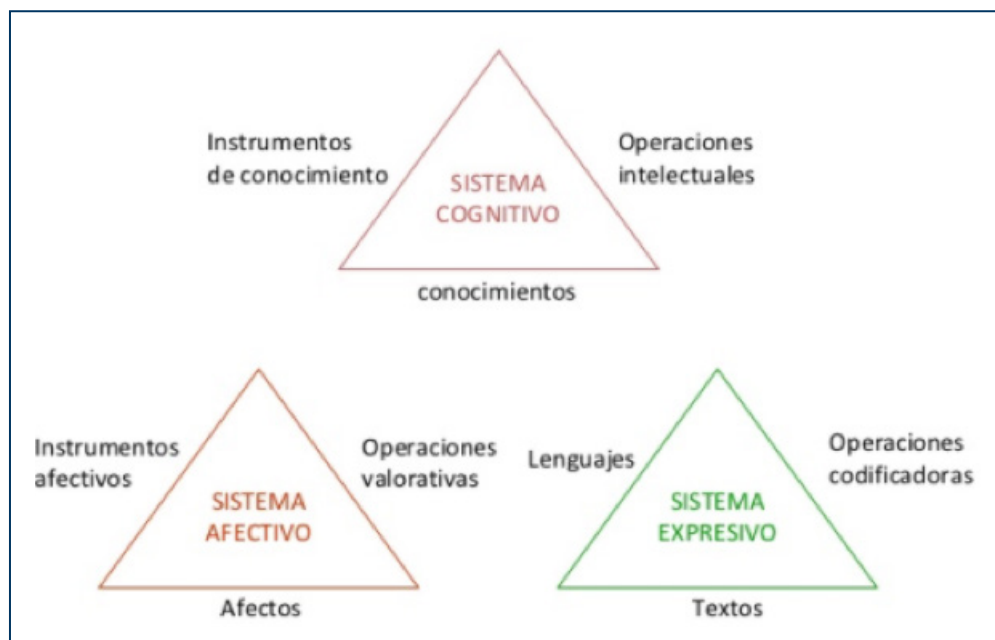 Instrumentos
de conocimiento
Operaciones
intelectuales
SISTEMA
COGNITIVO
conocimientos
Instrumentos
afectivos
Operaciones
valorativas
SISTEMA
AFECTIVO
Afectos
Lenguajes
Operaciones
codificadoras
SISTEMA
EXPRESIVO
Textos